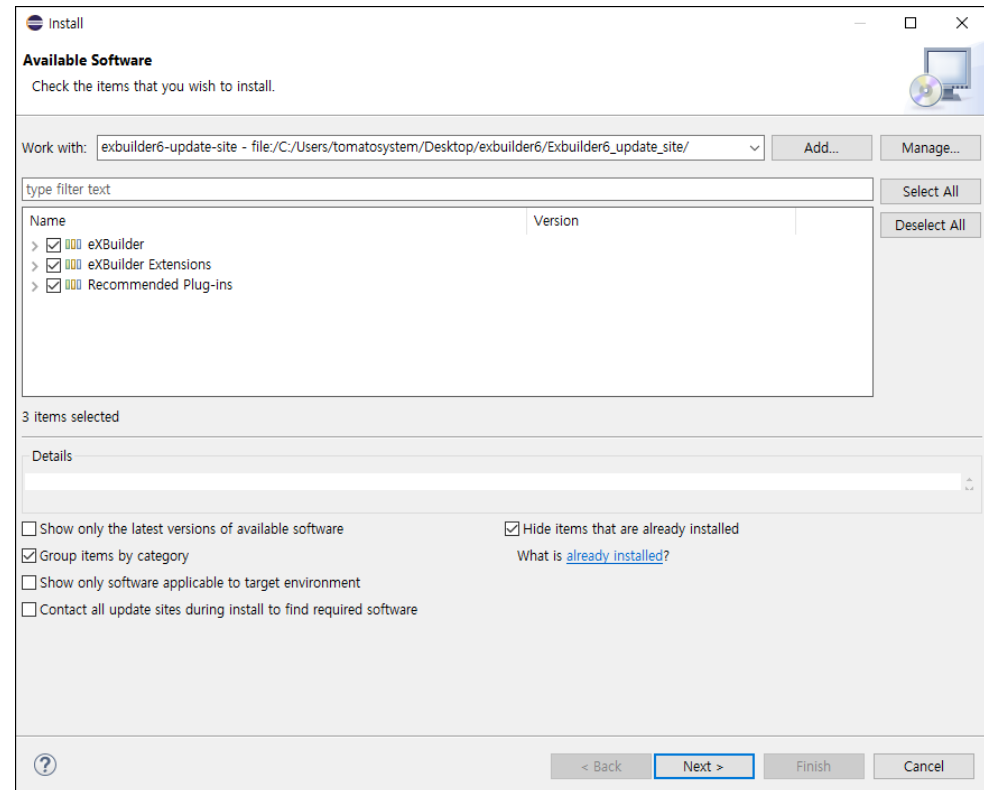 Install
Available Software
Check the items that you wish to install.
Work with: exbuilder6-update-site - file:/C:/Users/tomatosystem/Desktop/exbuilder6/Exbuilder6_update_site/ Add... Manage...
type filter text Select All
Name Version Deselect All
eXBuilder
eXBuilder Extensions
Recommended Plug-ins
3 items selected
Details
Show only the latest versions of available software Hide items that are already installed
Group items by category What is already installed?
Show only software applicable to target environment
Contact all update sites during install to find required software
? < Back Next > Finish Cancel